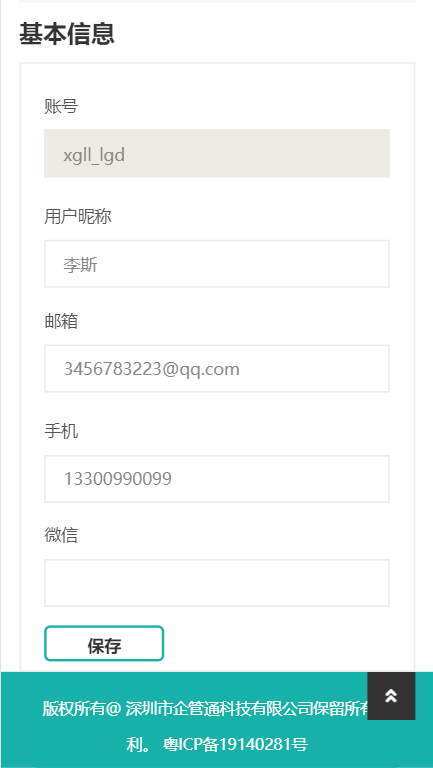 基本信息
账号
xgll_lgd
用户昵称
李斯
邮箱
3456783223@qq.com
手机
13300990099
微信
保存
版权所有@ 深圳市企管通科技有限公司保留所有
利。 粤ICP备19140281号